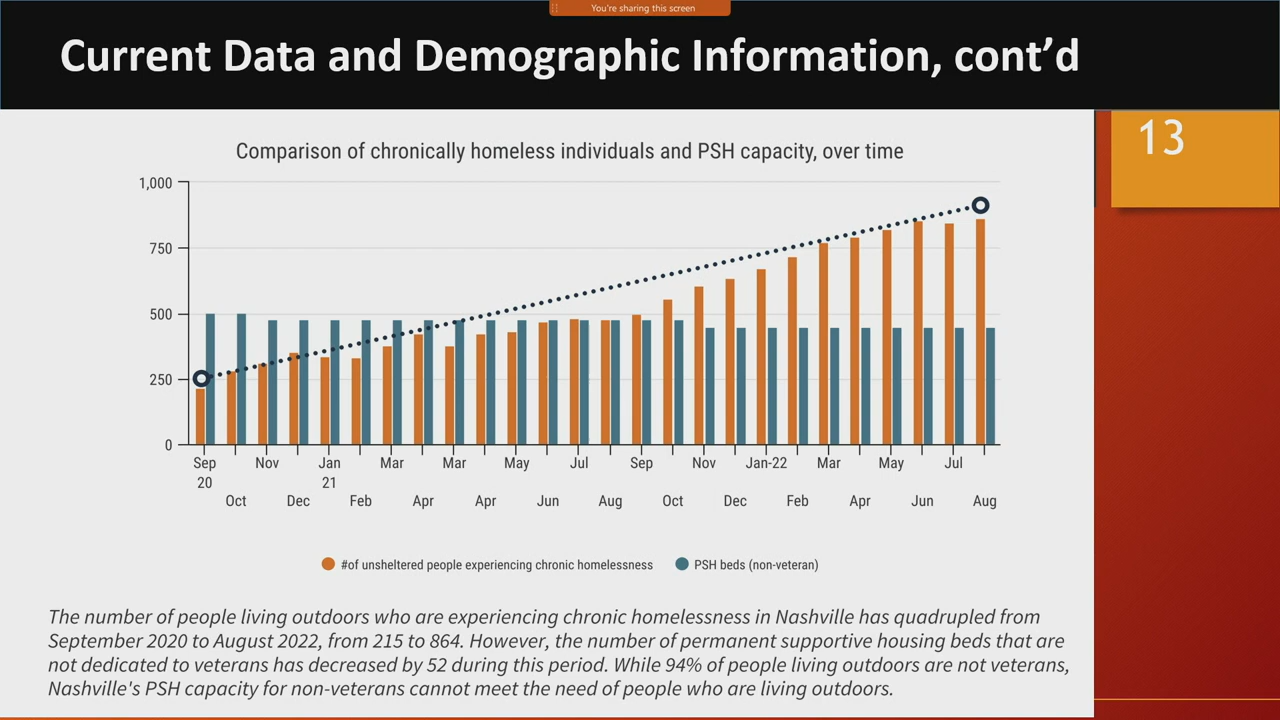 You're sharing this screen
Current Data and Demographic Information, cont’d
13
Comparison of chronically homeless individuals and PSH capacity, over time
1,000
750
500
250
0
Sep Nov Jan Mar Mar May Jul Sep Nov Jan-22 Mar May Jul
20 21
Oct Dec Feb Apr Apr Jun Aug Oct Dec Feb Apr Jun Aug
#of unsheltered people experiencing chronic homelessness PSH beds (non-veteran)
The number of people living outdoors who are experiencing chronic homelessness in Nashville has quadrupled from
September 2020 to August 2022, from 215 to 864. However, the number of permanent supportive housing beds that are
not dedicated to veterans has decreased by 52 during this period. While 94% of people living outdoors are not veterans,
Nashville's PSH capacity for non-veterans cannot meet the need of people who are living outdoors.